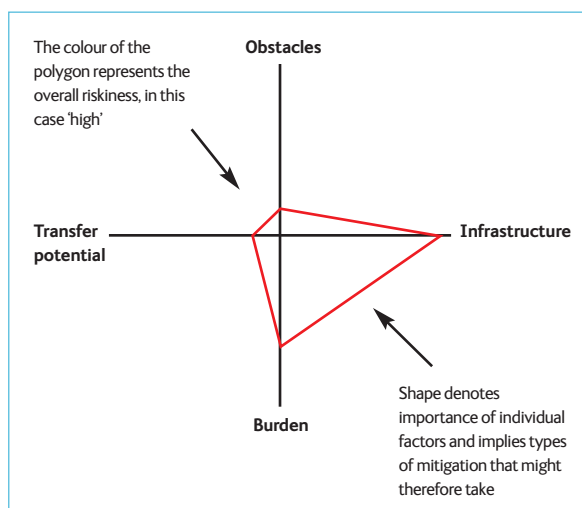 The colour of the
polygon represents the
overall riskiness, in this
case ‘high’
Obstacles
Transfer
potential
Infrastructure
Burden
Shape denotes
importance of individual
factors and implies types
of mitigation that might
therefore take